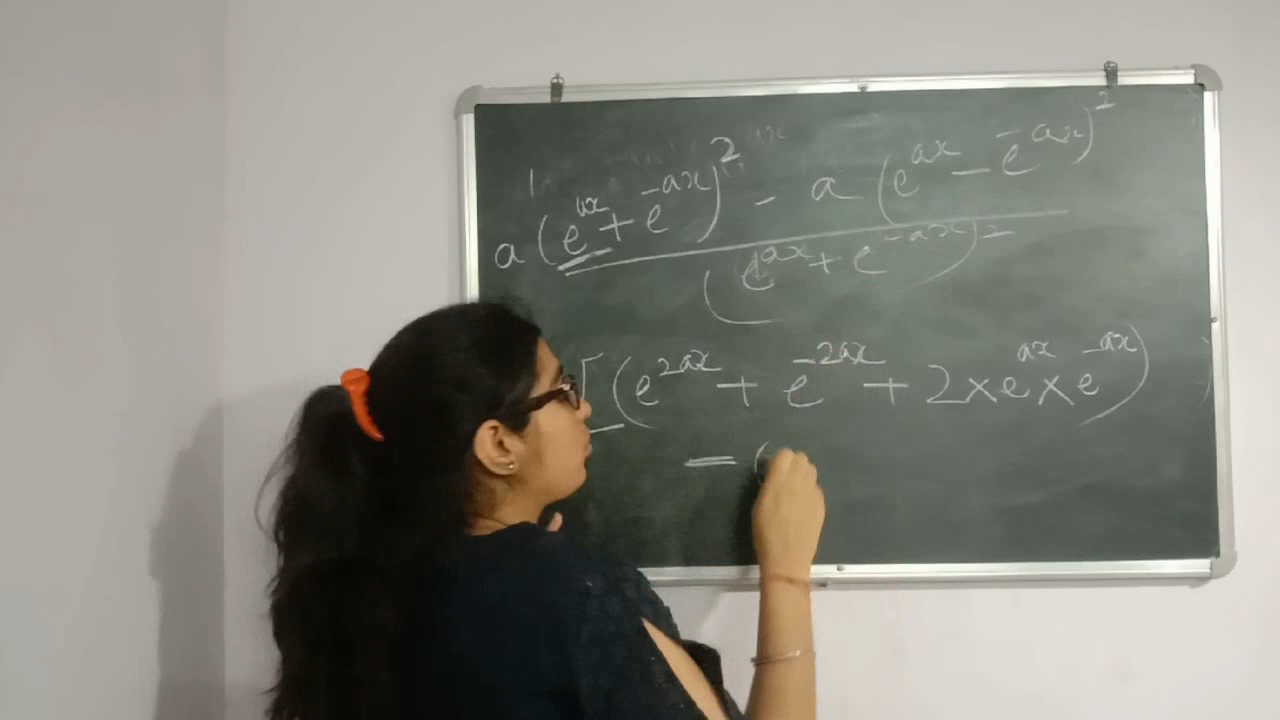 a (e^{ax} + e^{-ax})^2 - a (e^{ax} - e^{-ax})^2
(e^{ax} + e^{-ax})^2
[(e^{2ax} + e^{-2ax} + 2×e^{ax}×e^{-ax})
- (